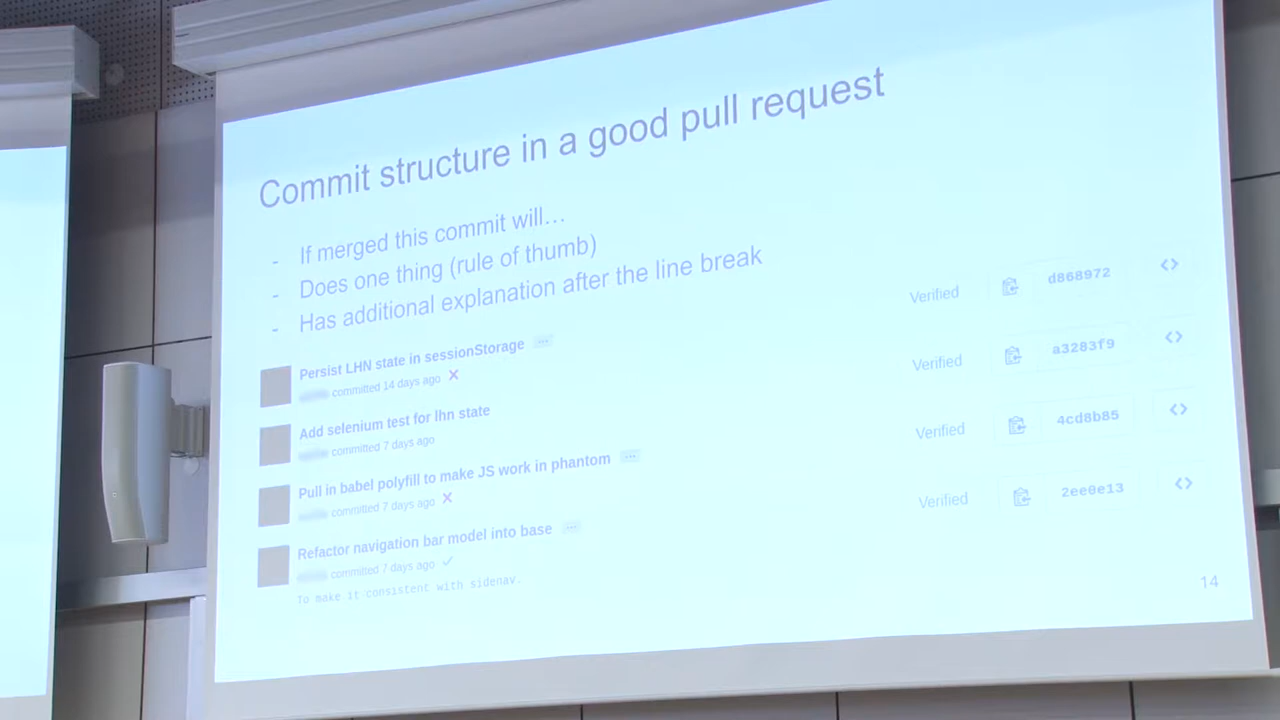 Commit structure in a good pull request
- If merged this commit will...
- Does one thing (rule of thumb)
- Has additional explanation after the line break
Persist LHN state in sessionStorage ...
committed 14 days ago
Verified d868972 <>
Add selenium test for lhn state
committed 7 days ago
Verified a3283f9 <>
Pull in babel polyfill to make JS work in phantom ...
committed 7 days ago
Verified 4cd8b85 <>
Refactor navigation bar model into base ...
committed 7 days ago
Verified 2ee0e13 <>
To make it consistent with sidenav.
14